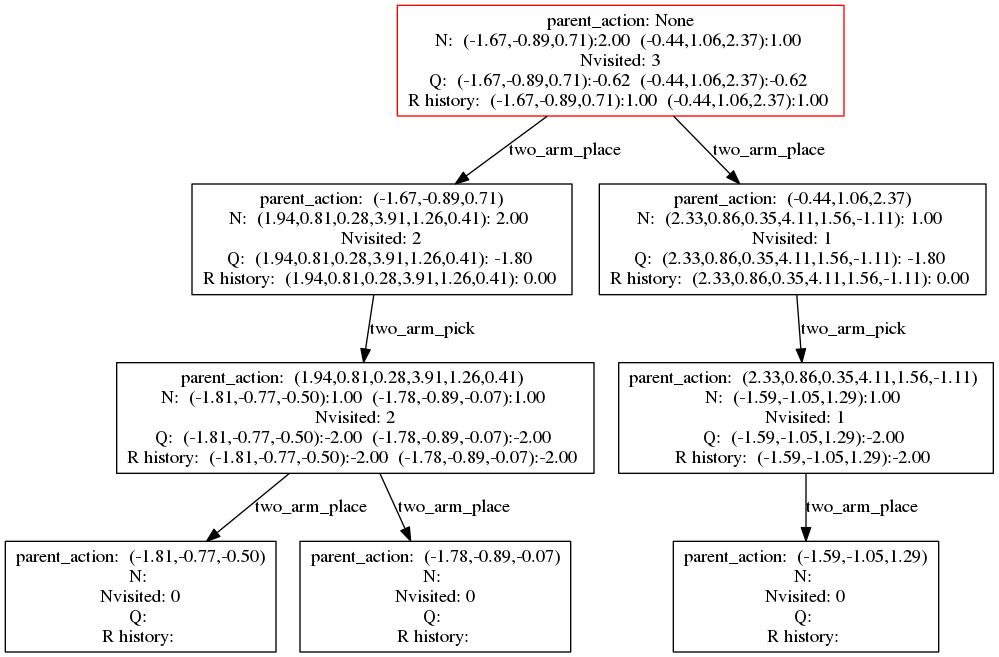 parent_action: None
N: (-1.67,-0.89,0.71):2.00 (-0.44,1.06,2.37):1.00
Nvisited: 3
Q: (-1.67,-0.89,0.71):-0.62 (-0.44,1.06,2.37):-0.62
R history: (-1.67,-0.89,0.71):1.00 (-0.44,1.06,2.37):1.00
two_arm_place
two_arm_place
parent_action: (-1.67,-0.89,0.71)
N: (1.94,0.81,0.28,3.91,1.26,0.41): 2.00
Nvisited: 2
Q: (1.94,0.81,0.28,3.91,1.26,0.41): -1.80
R history: (1.94,0.81,0.28,3.91,1.26,0.41): 0.00
parent_action: (-0.44,1.06,2.37)
N: (2.33,0.86,0.35,4.11,1.56,-1.11): 1.00
Nvisited: 1
Q: (2.33,0.86,0.35,4.11,1.56,-1.11): -1.80
R history: (2.33,0.86,0.35,4.11,1.56,-1.11): 0.00
two_arm_pick
two_arm_pick
parent_action: (1.94,0.81,0.28,3.91,1.26,0.41)
N: (-1.81,-0.77,-0.50):1.00 (-1.78,-0.89,-0.07):1.00
Nvisited: 2
Q: (-1.81,-0.77,-0.50):-2.00 (-1.78,-0.89,-0.07):-2.00
R history: (-1.81,-0.77,-0.50):-2.00 (-1.78,-0.89,-0.07):-2.00
parent_action: (2.33,0.86,0.35,4.11,1.56,-1.11)
N: (-1.59,-1.05,1.29):1.00
Nvisited: 1
Q: (-1.59,-1.05,1.29):-2.00
R history: (-1.59,-1.05,1.29):-2.00
two_arm_place
two_arm_place
two_arm_place
parent_action: (-1.81,-0.77,-0.50)
N:
Nvisited: 0
Q:
R history:
parent_action: (-1.78,-0.89,-0.07)
N:
Nvisited: 0
Q:
R history:
parent_action: (-1.59,-1.05,1.29)
N:
Nvisited: 0
Q:
R history: